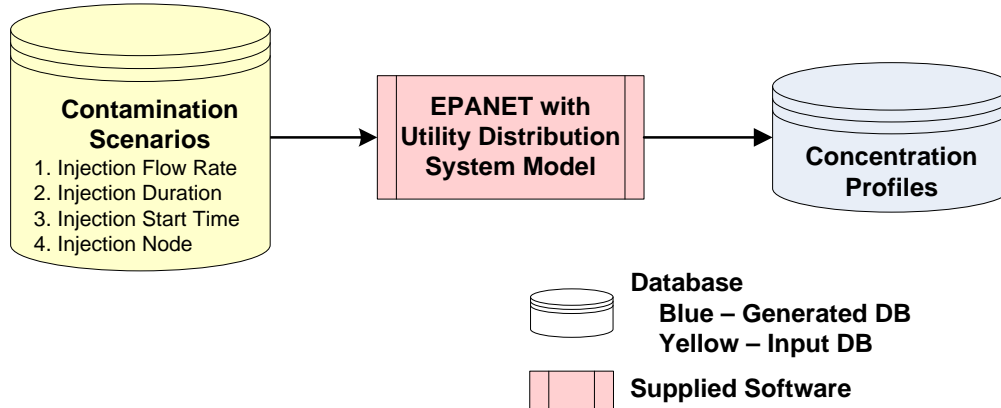 Contamination
Scenarios
1. Injection Flow Rate
2. Injection Duration
3. Injection Start Time
4. Injection Node
EPANET with
Utility Distribution
System Model
Concentration
Profiles
Database
Blue – Generated DB
Yellow – Input DB
Supplied Software